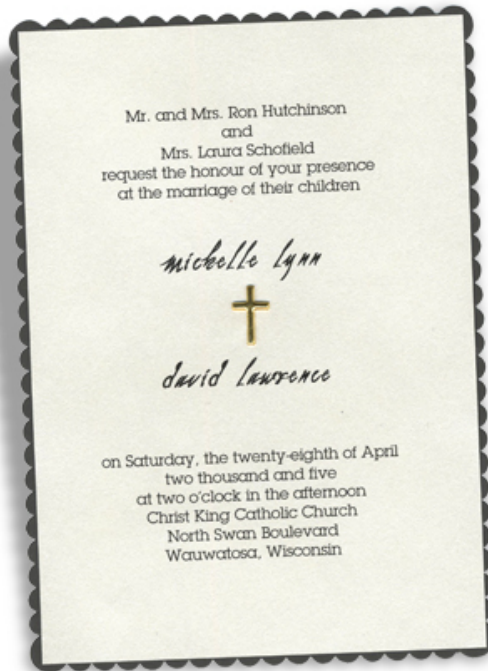 Mr. and Mrs. Ron Hutchinson
and
Mrs. Laura Schofield
request the honour of your presence
at the marriage of their children
mickelle lynn
david lawrence
on Saturday, the twenty-eighth of April
two thousand and five
at two o'clock in the afternoon
Christ King Catholic Church
North Swan Boulevard
Wauwatosa, Wisconsin